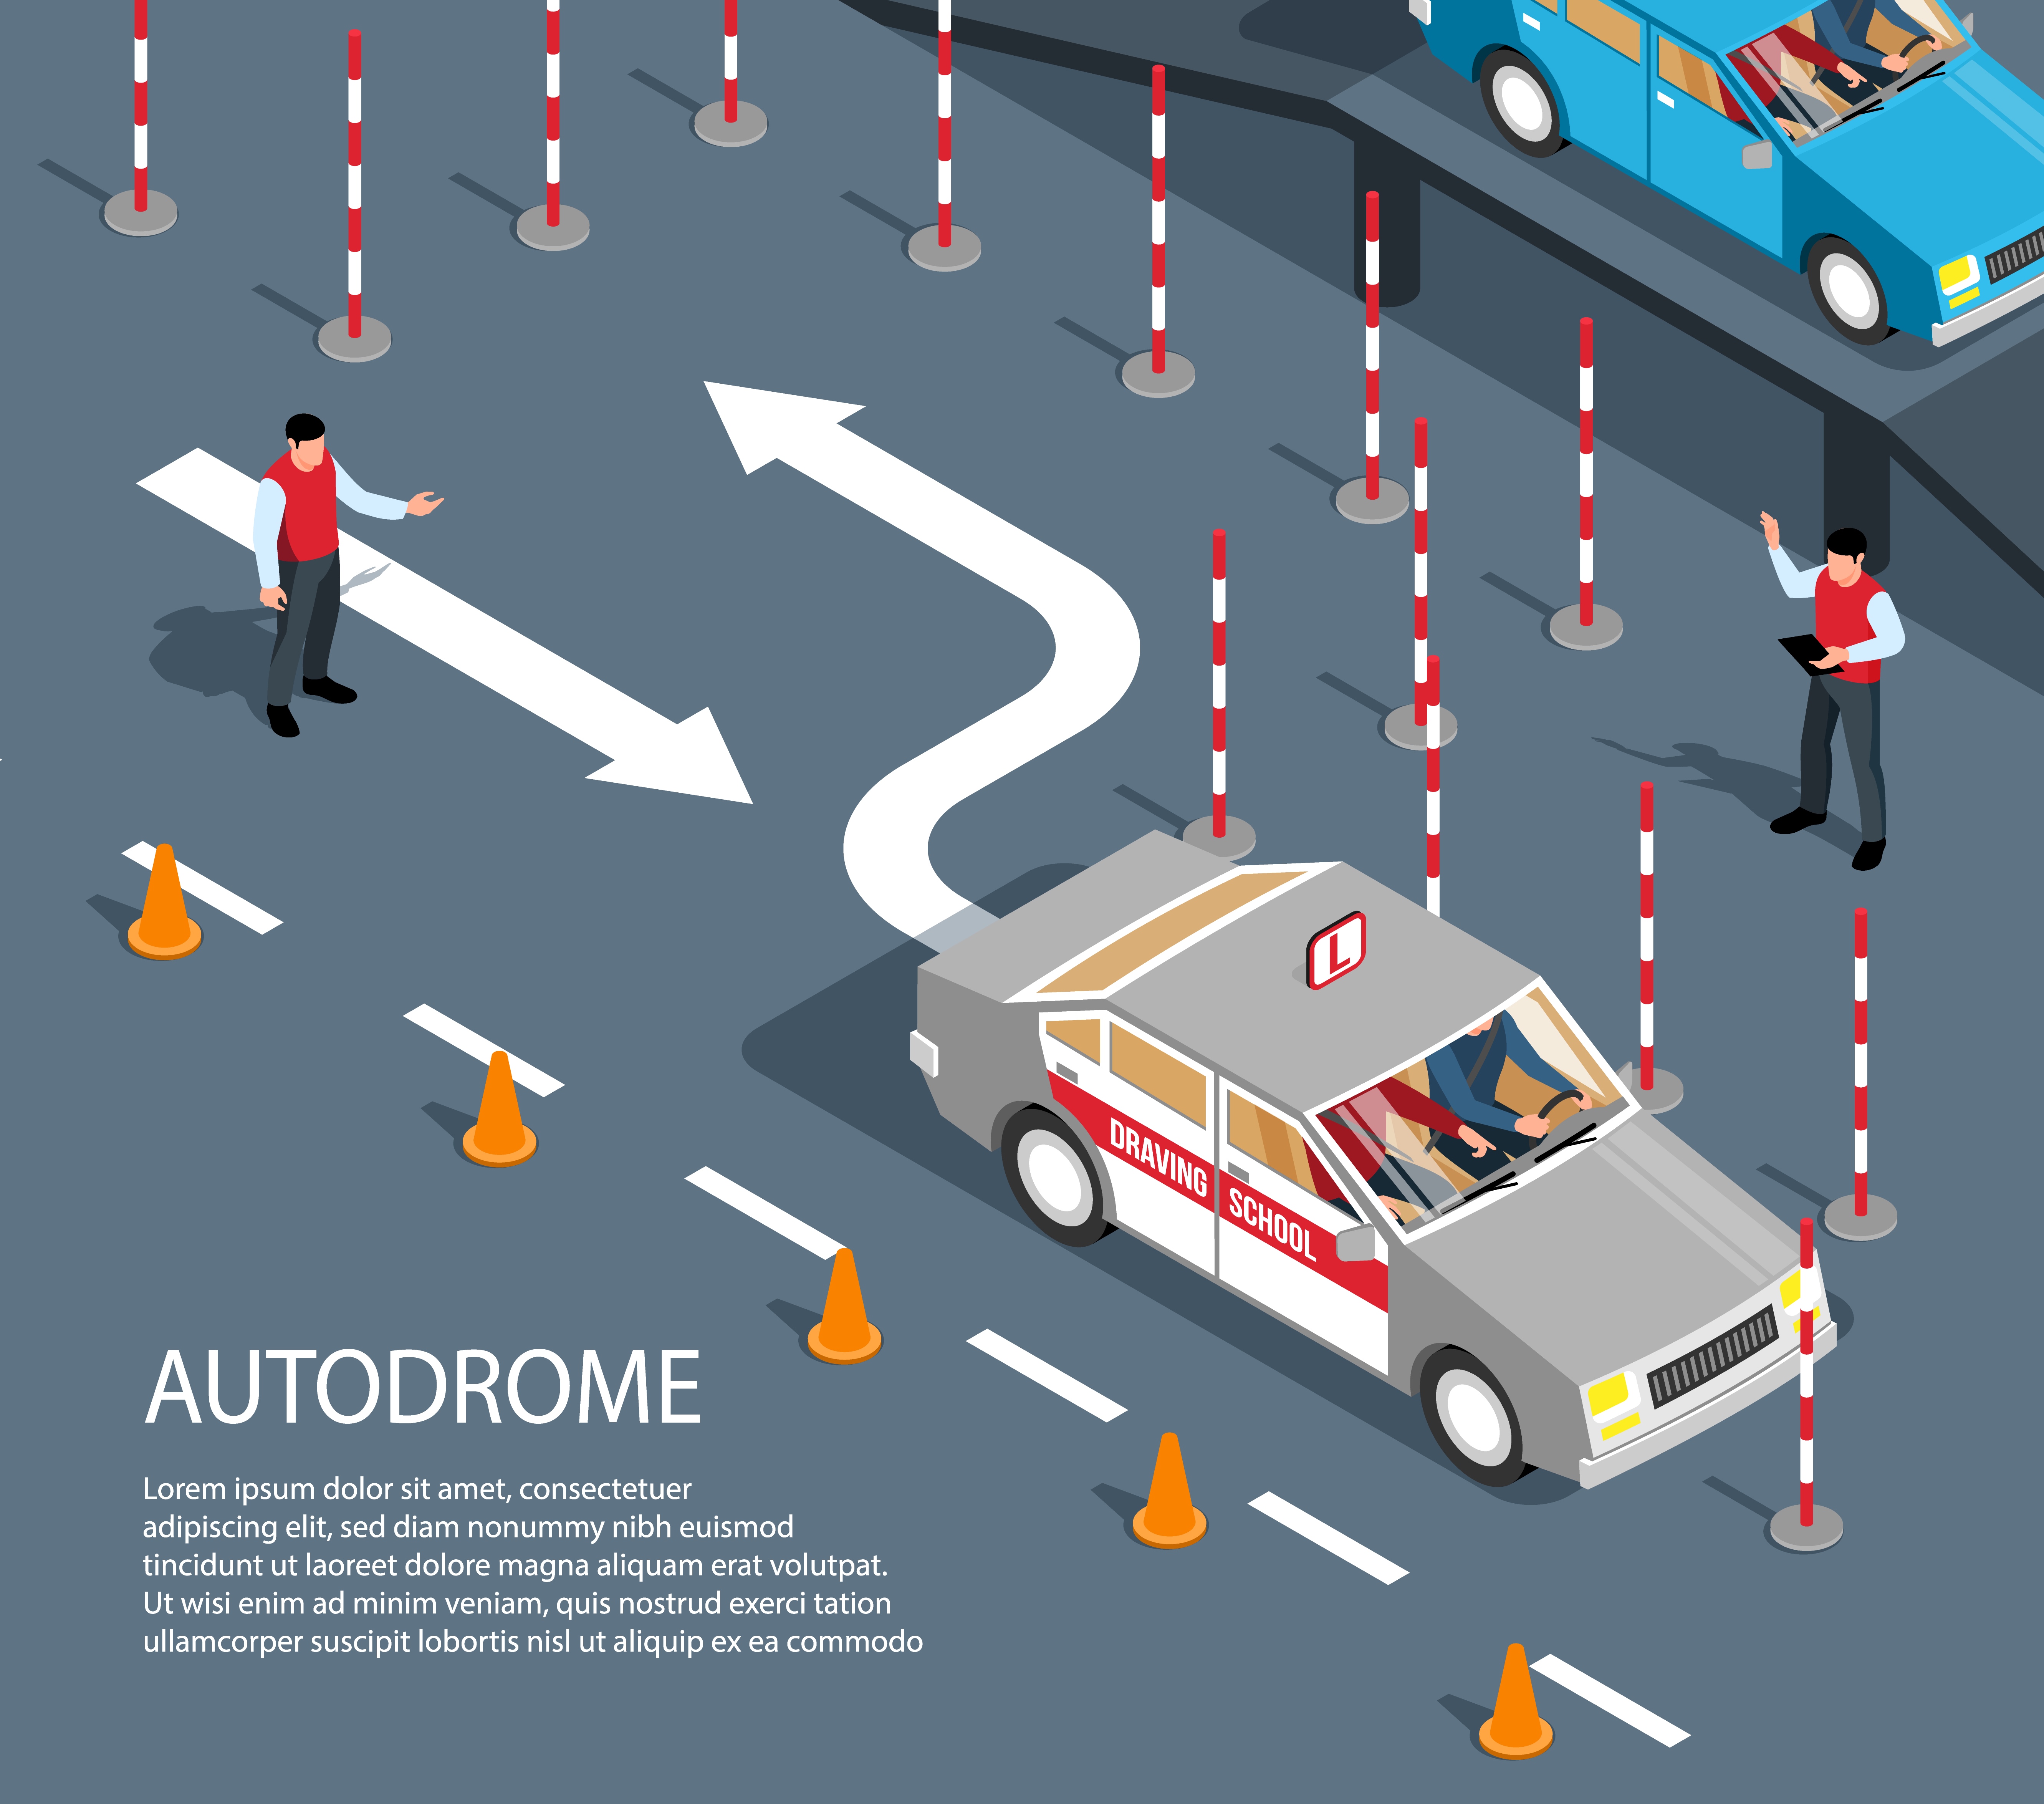 L
DRAVING SCHOOL
AUTODROME
Lorem ipsum dolor sit amet, consectetuer
adipiscing elit, sed diam nonummy nibh euismod
tincidunt ut laoreet dolore magna aliquam erat volutpat.
Ut wisi enim ad minim veniam, quis nostrud exerci tation
ullamcorper suscipit lobortis nisl ut aliquip ex ea commodo